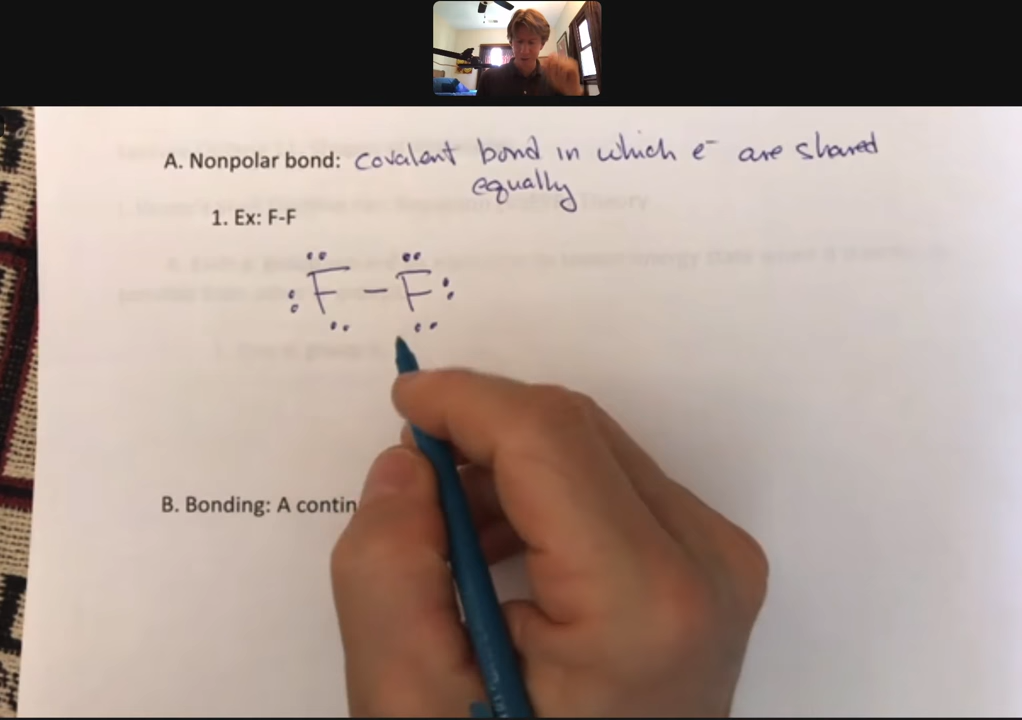 A. Nonpolar bond: covalent bond in which e⁻ are shared
equally
1. Ex: F-F
F - F
B. Bonding: A contin